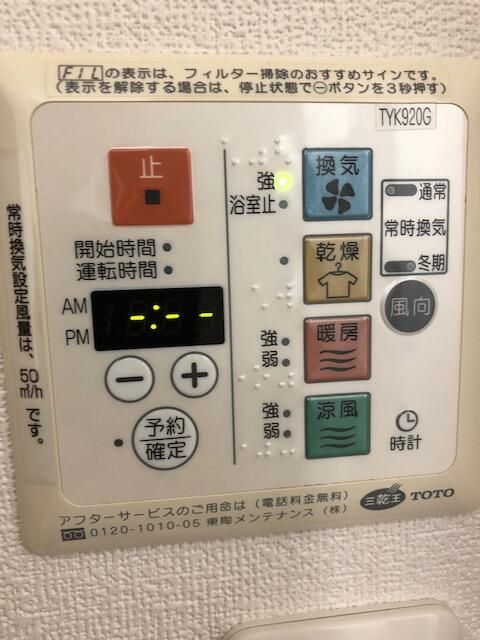 FILの表示は、フィルター掃除のおすすめサインです。
(表示を解除する場合は、停止状態で⊖ボタンを3秒押す)
TYK920G
止
強
浴室止
換気
通常
常時換気
冬期
開始時間
運転時間
乾燥
AM
PM
-:--
風向
強
弱
暖房
− +
予約
確定
強
弱
涼風
時計
常時換気設定風量は、50㎥/hです。
三乾王 TOTO
アフターサービスのご用命は(電話料金無料)
0120-1010-05 東陶メンテナンス(株)